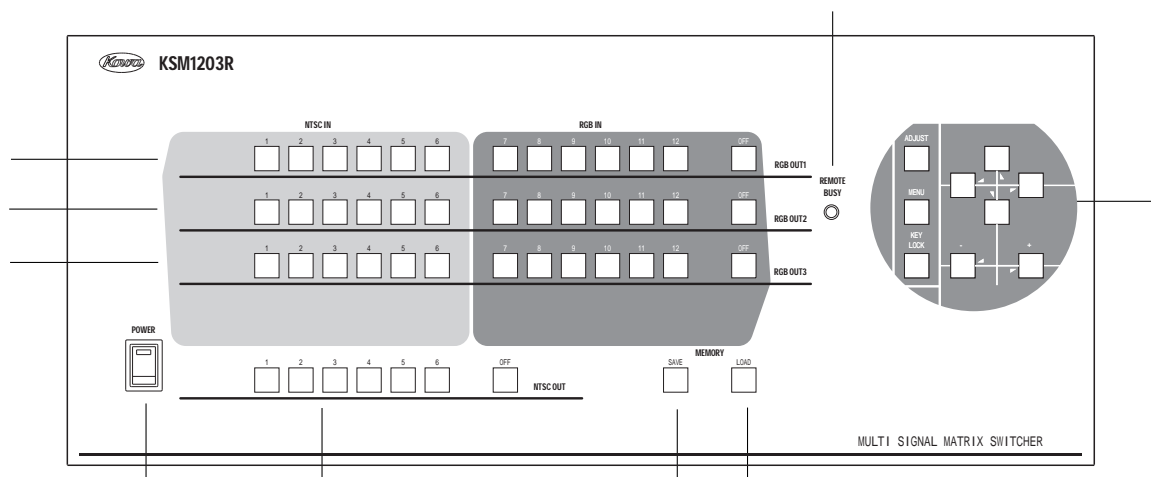 Kowa KSM1203R
NTSC IN RGB IN
1 2 3 4 5 6 7 8 9 10 11 12 OFF
RGB OUT1
1 2 3 4 5 6 7 8 9 10 11 12 OFF
RGB OUT2
1 2 3 4 5 6 7 8 9 10 11 12 OFF
RGB OUT3
REMOTE
BUSY
ADJUST
MENU
KEY
LOCK
- +
POWER
1 2 3 4 5 6 OFF
NTSC OUT
MEMORY
SAVE LOAD
MULTI SIGNAL MATRIX SWITCHER